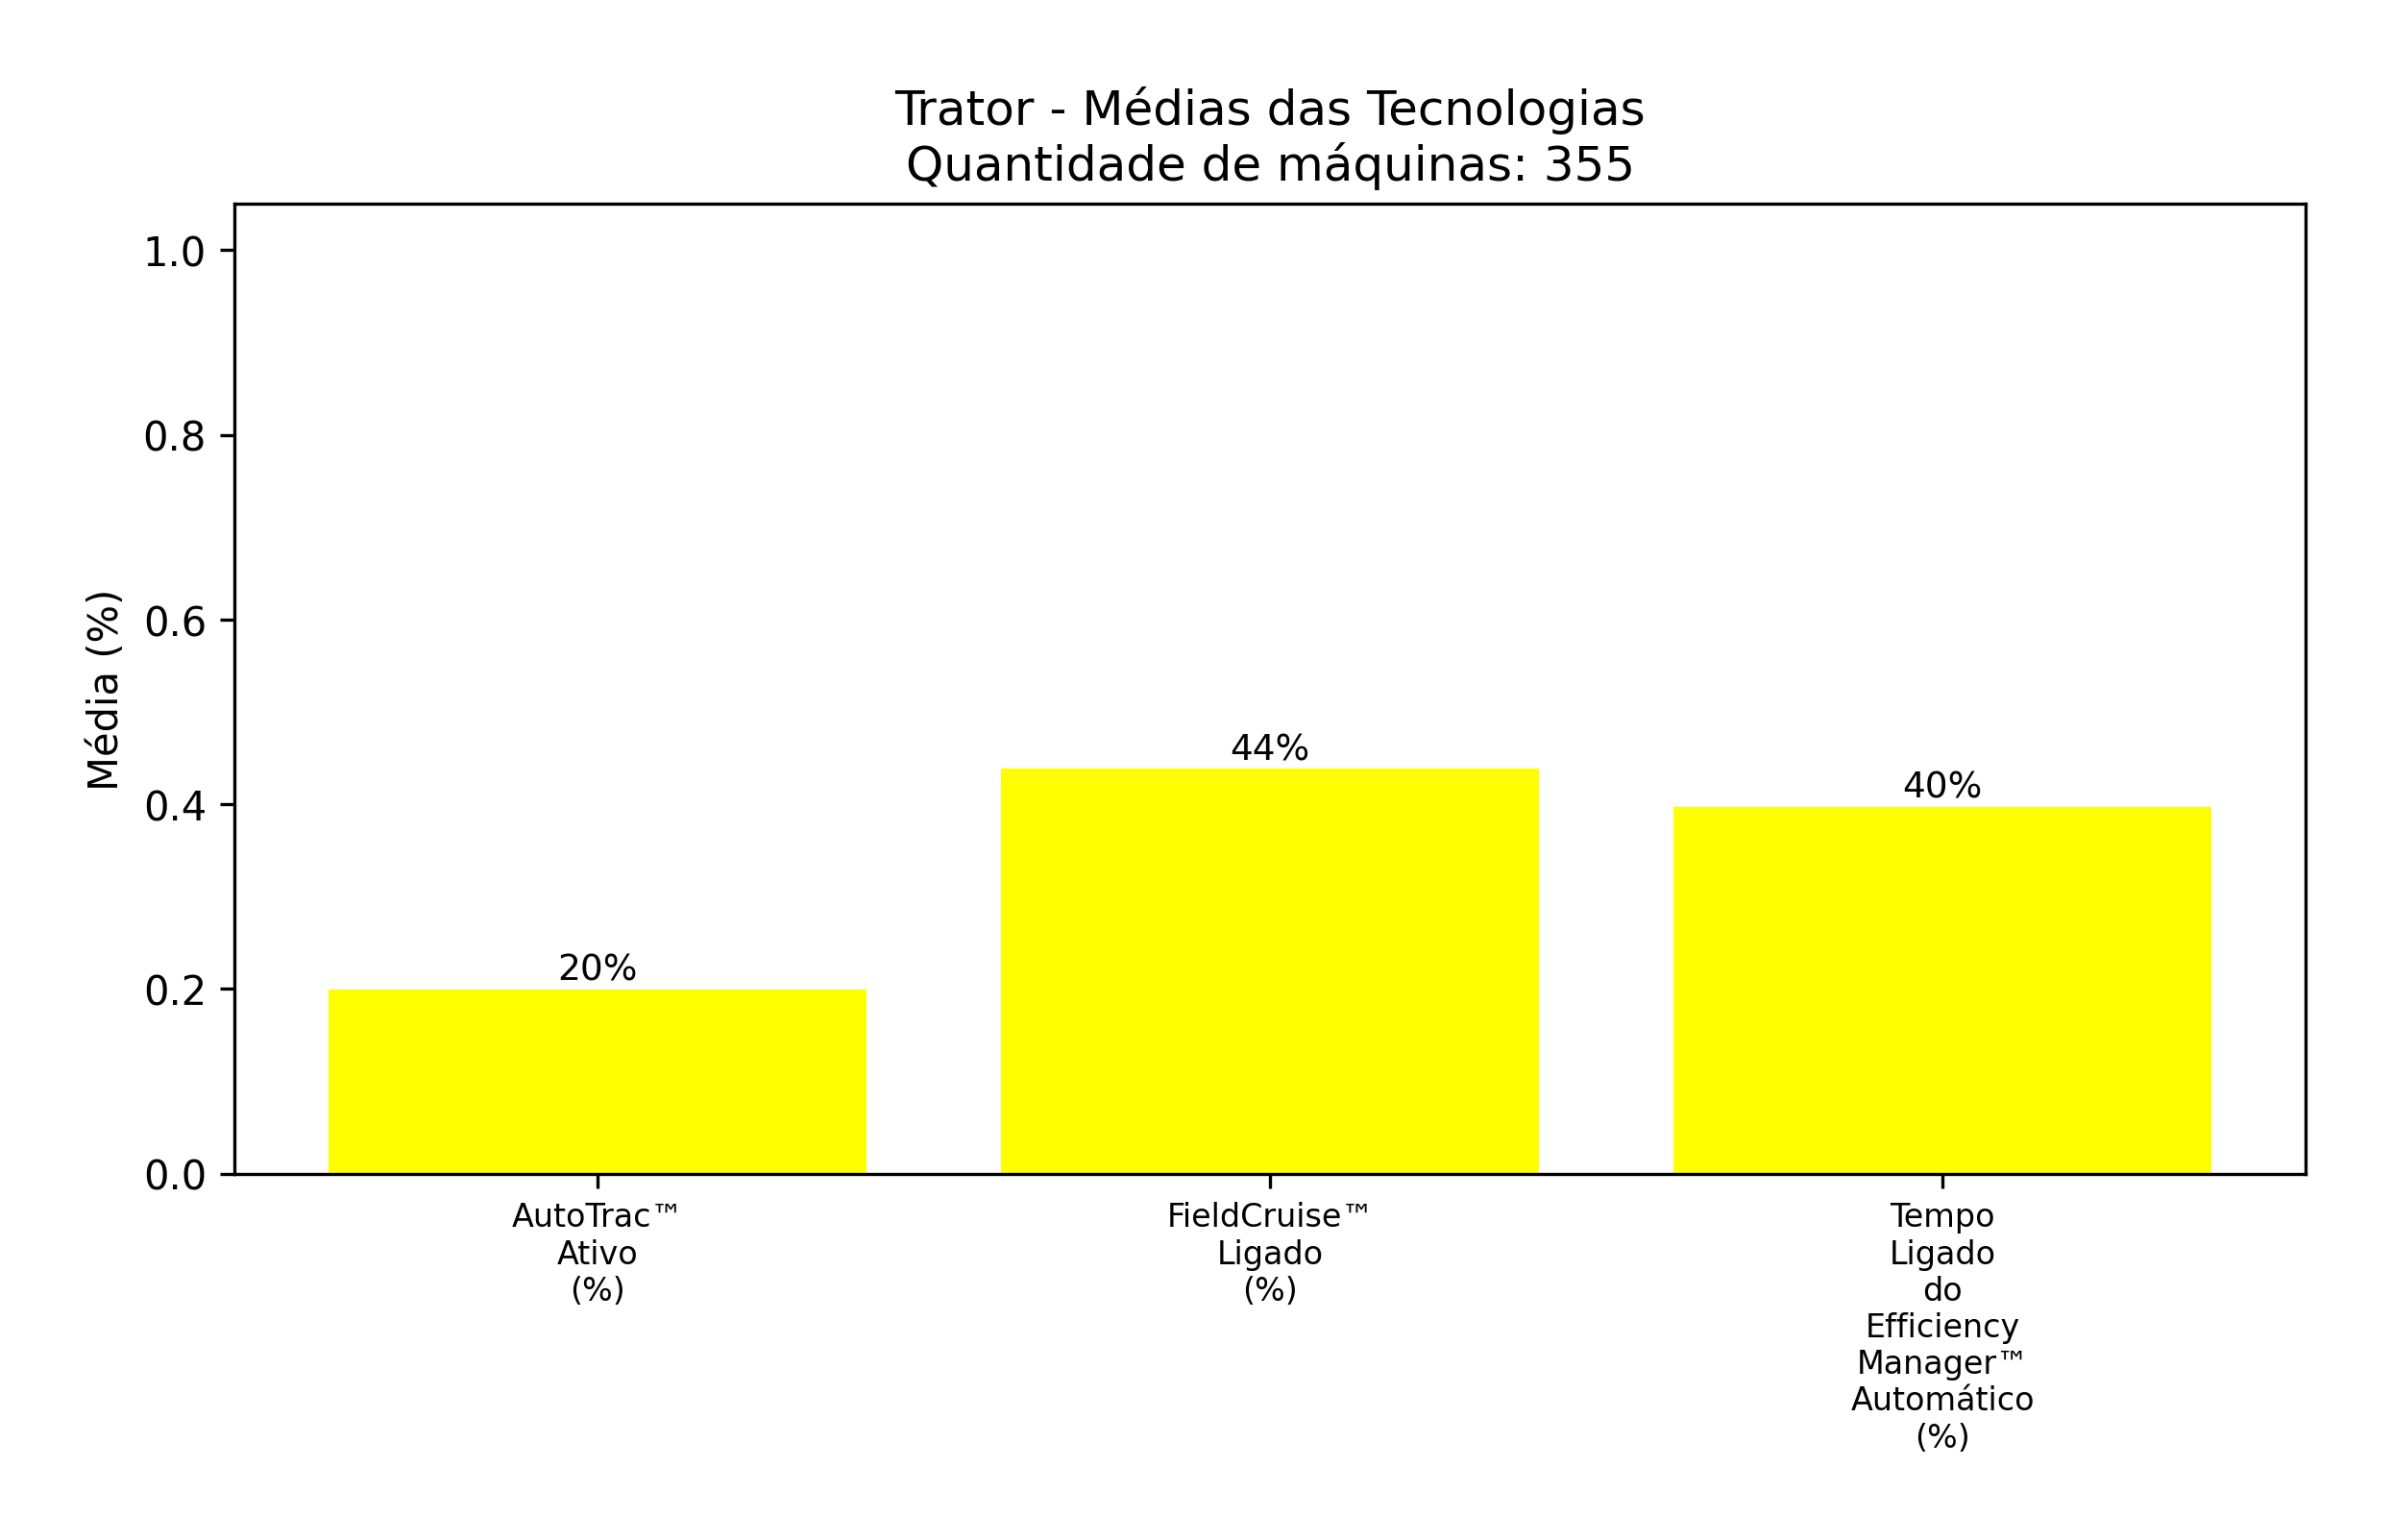 Trator - Médias das Tecnologias
Quantidade de máquinas: 355
Média (%)
1.0
0.8
0.6
0.4
0.2
0.0
20%
44%
40%
AutoTrac™
Ativo
(%)
FieldCruise™
Ligado
(%)
Tempo
Ligado
do
Efficiency
Manager™
Automático
(%)